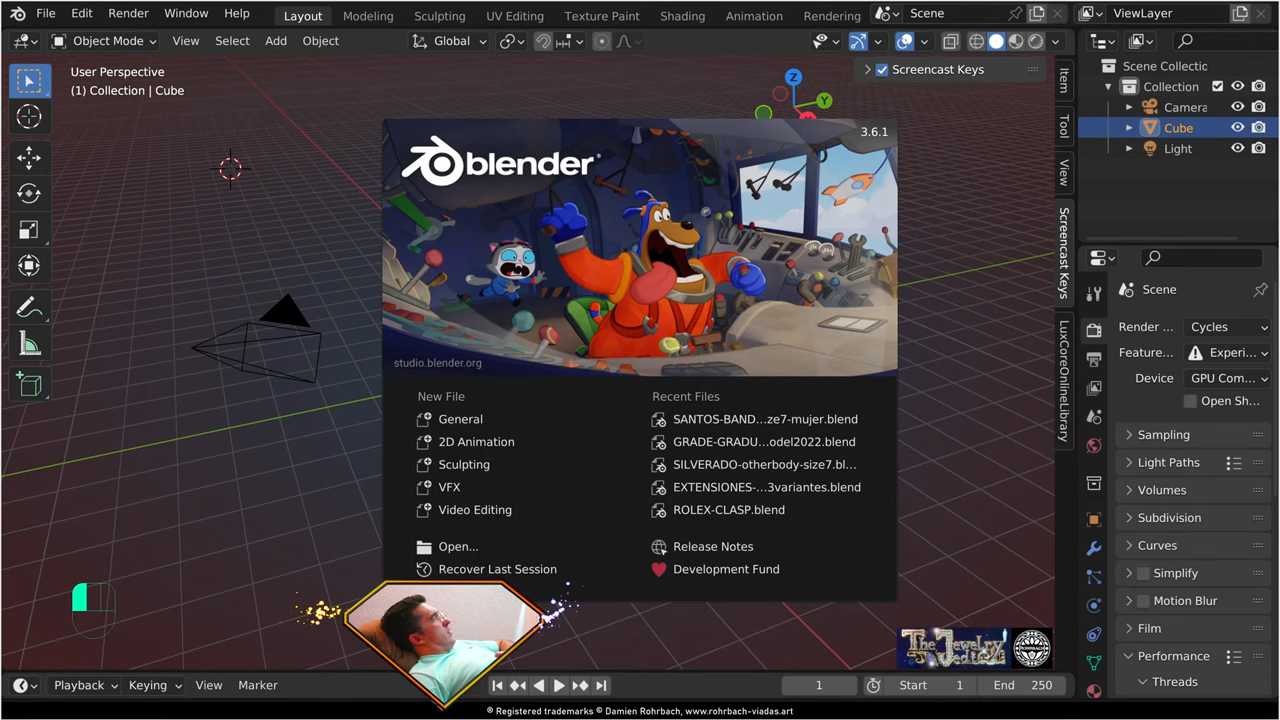 File Edit Render Window Help Layout Modeling Sculpting UV Editing Texture Paint Shading Animation Rendering Scene ViewLayer
Object Mode View Select Add Object Global
User Perspective
(1) Collection | Cube
Screencast Keys
Z
Y
Item
Tool
View
Screencast Keys
LuxCoreOnlineLibrary
Scene Collectic
Collection
Camera
Cube
Light
3.6.1
blender
studio.blender.org
New File
General
2D Animation
Sculpting
VFX
Video Editing
Open...
Recover Last Session
Recent Files
SANTOS-BAND...ze7-mujer.blend
GRADE-GRADU...odel2022.blend
SILVERADO-otherbody-size7.bl...
EXTENSIONES-...3variantes.blend
ROLEX-CLASP.blend
Release Notes
Development Fund
Scene
Render ... Cycles
Feature... Experi...
Device GPU Com...
Open Sh...
Sampling
Light Paths
Volumes
Subdivision
Curves
Simplify
Motion Blur
Film
Performance
Threads
The Jewelry Jedi
ROHRBACH
Playback Keying View Marker 1 Start 1 End 250
® Registered trademarks © Damien Rohrbach, www.rohrbach-viadas.art